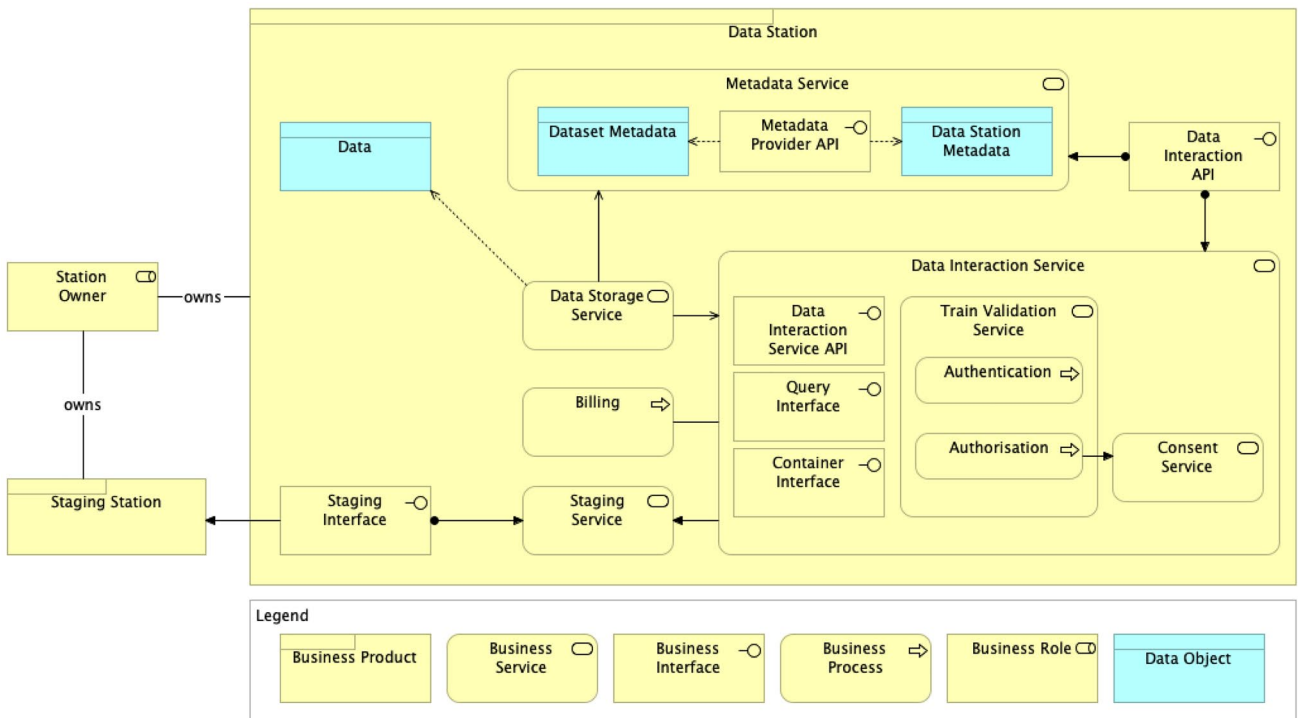 Data Station
Metadata Service
Dataset Metadata
Metadata
Provider API
Data Station
Metadata
Data
Interaction
API
Data
Station
Owner
owns
owns
Data Storage
Service
Data Interaction Service
Data
Interaction
Service API
Train Validation
Service
Authentication
Billing
Query
Interface
Authorisation
Consent
Service
Container
Interface
Staging Station
Staging
Interface
Staging
Service
Legend
Business Product
Business
Service
Business
Interface
Business
Process
Business Role
Data Object